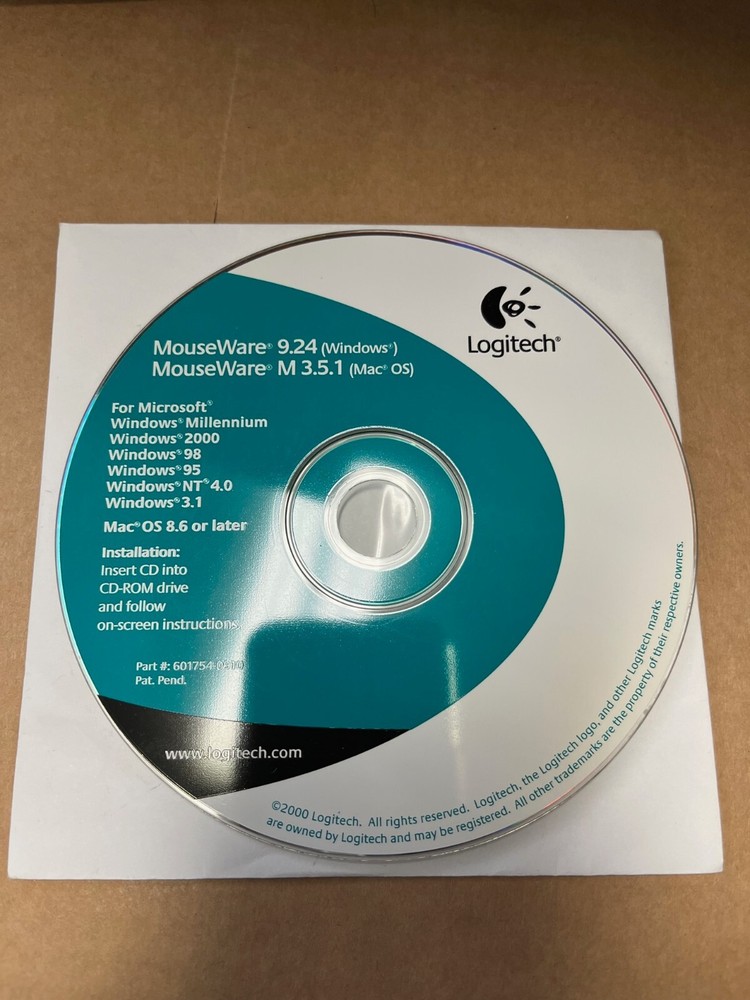 Logitech®
MouseWare® 9.24 (Windows®)
MouseWare® M 3.5.1 (Mac® OS)
For Microsoft®
Windows® Millennium
Windows® 2000
Windows® 98
Windows® 95
Windows NT® 4.0
Windows® 3.1
Mac® OS 8.6 or later
Installation:
Insert CD into
CD-ROM drive
and follow
on-screen instructions.
Part #:
Pat. Pend.
www.logitech.com
©2000 Logitech. All rights reserved. Logitech, the Logitech logo, and other Logitech marks
are owned by Logitech and may be registered. All other trademarks are the property of their respective owners.